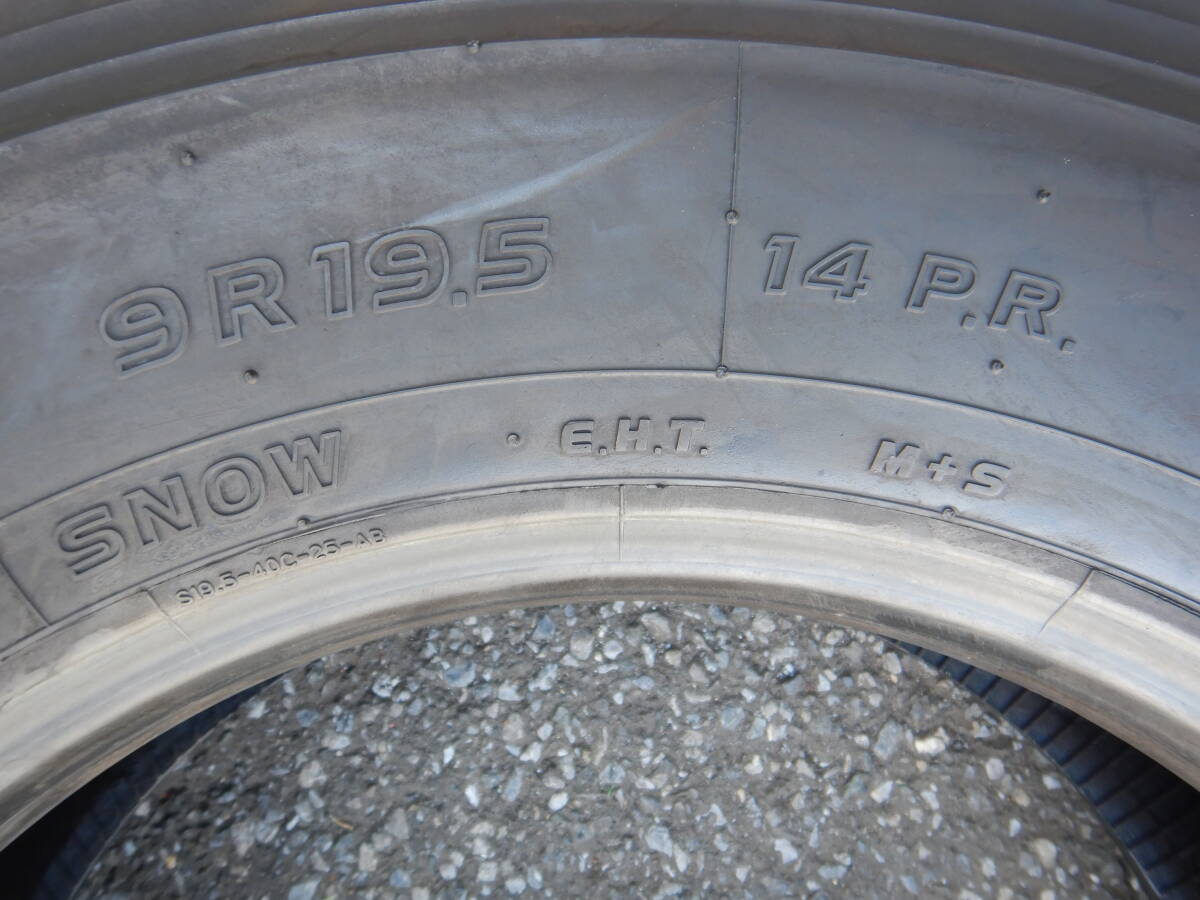 9R19.5 14 P.R.
SNOW E.H.T. M+S
S19.5-40C-25-AB